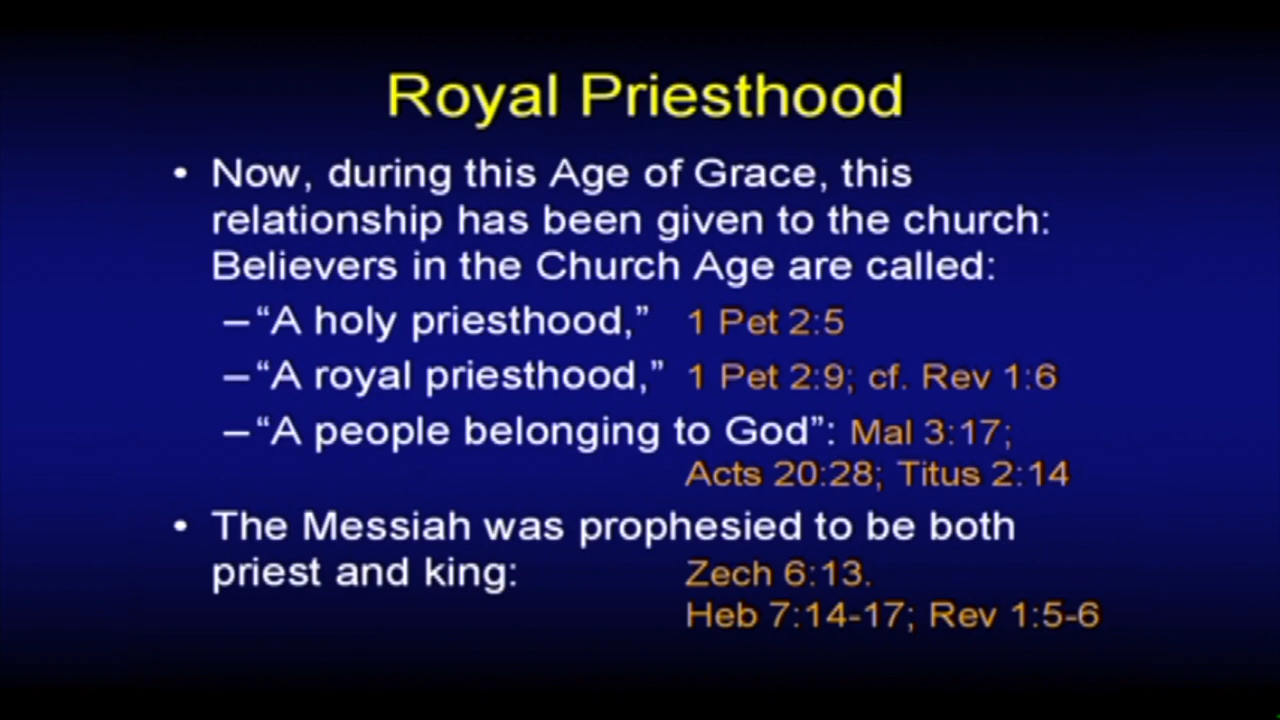 Royal Priesthood
• Now, during this Age of Grace, this
relationship has been given to the church:
Believers in the Church Age are called:
– “A holy priesthood,” 1 Pet 2:5
– “A royal priesthood,” 1 Pet 2:9; cf. Rev 1:6
– “A people belonging to God”: Mal 3:17;
Acts 20:28; Titus 2:14
• The Messiah was prophesied to be both
priest and king: Zech 6:13.
Heb 7:14-17; Rev 1:5-6